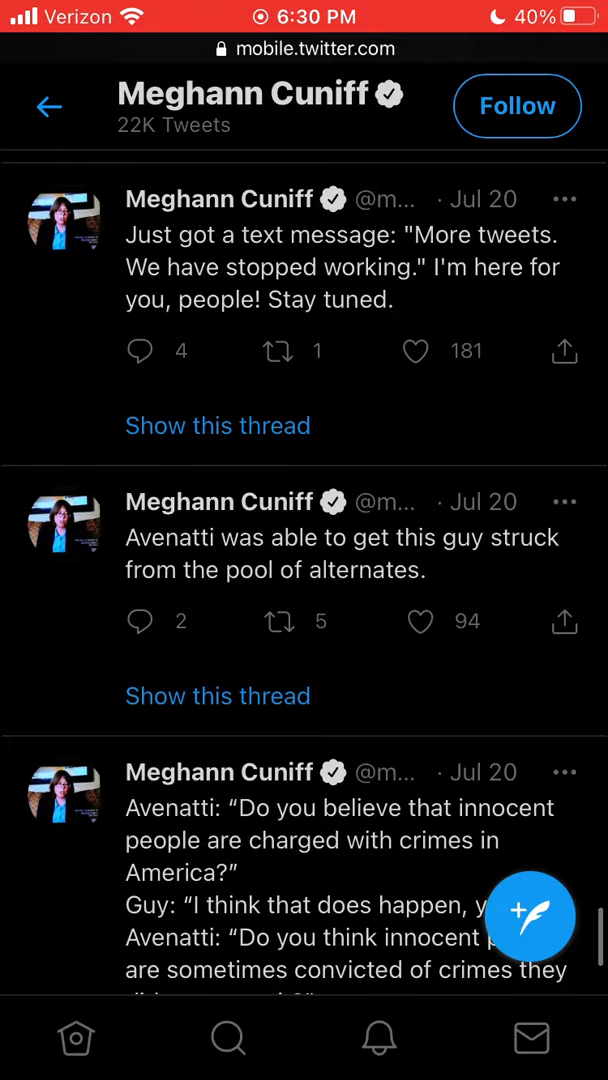 Verizon 6:30 PM 40%
mobile.twitter.com
Meghann Cuniff
22K Tweets
Follow
Meghann Cuniff @m... · Jul 20
Just got a text message: "More tweets.
We have stopped working." I'm here for
you, people! Stay tuned.
4 1 181
Show this thread
Meghann Cuniff @m... · Jul 20
Avenatti was able to get this guy struck
from the pool of alternates.
2 5 94
Show this thread
Meghann Cuniff @m... · Jul 20
Avenatti: “Do you believe that innocent
people are charged with crimes in
America?”
Guy: “I think that does happen,
Avenatti: “Do you think innocent
are sometimes convicted of crimes they